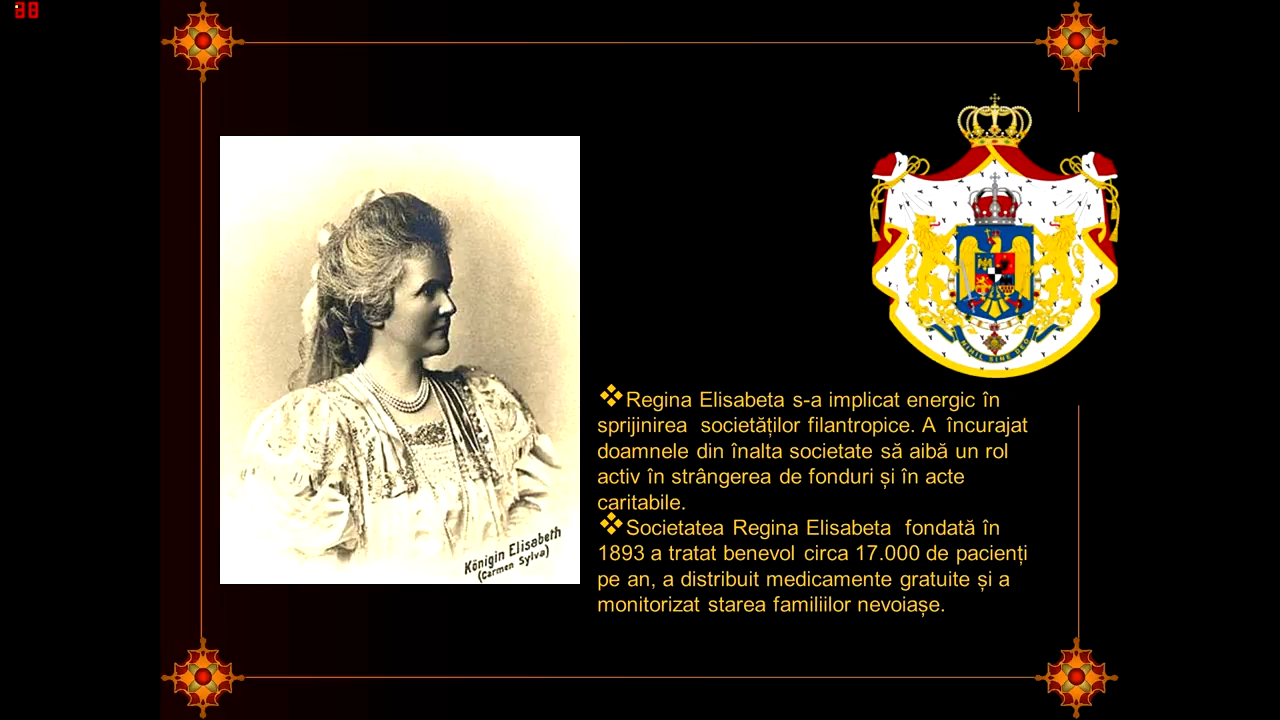 88
NIHIL SINE DEO
Königin Elisabeth
(Carmen Sylva)
❖Regina Elisabeta s-a implicat energic în
sprijinirea societăților filantropice. A încurajat
doamnele din înalta societate să aibă un rol
activ în strângerea de fonduri și în acte
caritabile.
❖Societatea Regina Elisabeta fondată în
1893 a tratat benevol circa 17.000 de pacienți
pe an, a distribuit medicamente gratuite și a
monitorizat starea familiilor nevoiașe.